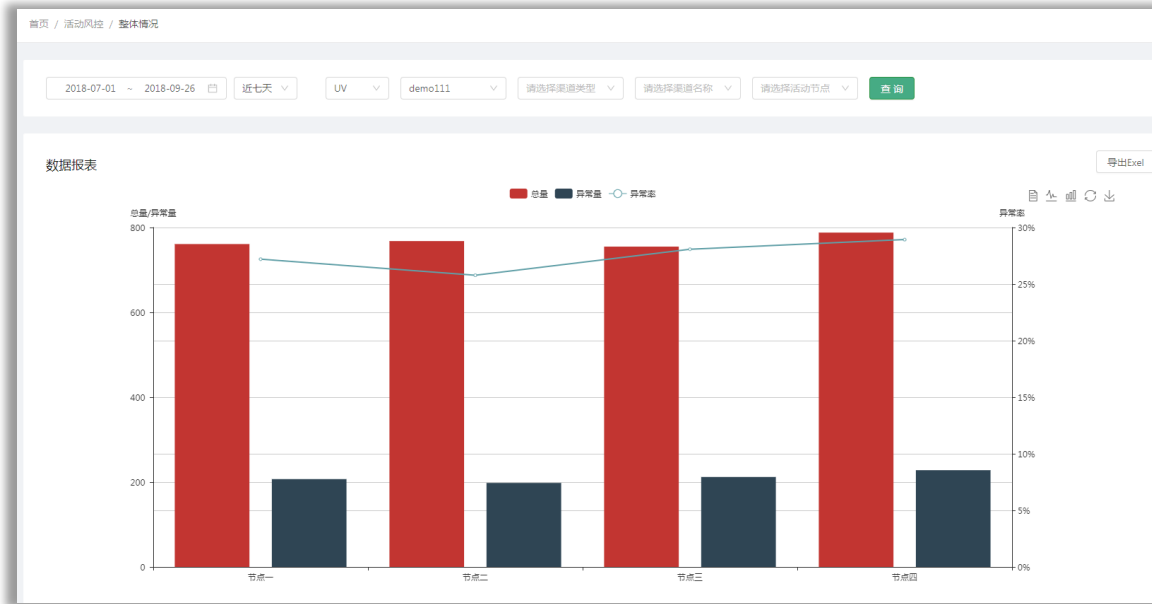 首页 / 活动风控 / 整体情况
2018-07-01 ~ 2018-09-26 近七天 UV demo111 请选择渠道类型 请选择渠道名称 请选择活动节点 查 询
数据报表
导出Exel
总量 异常量 异常率
总量/异常量
异常率
800
600
400
200
0
30%
25%
20%
15%
10%
5%
0%
节点一 节点二 节点三 节点四